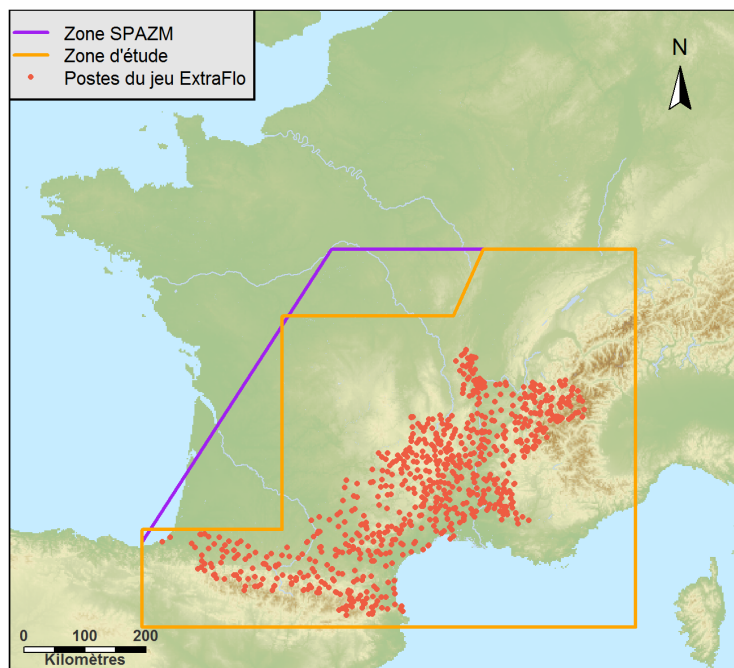 Zone SPAZM
Zone d'étude
Postes du jeu ExtraFlo
N
0 100 200
Kilomètres